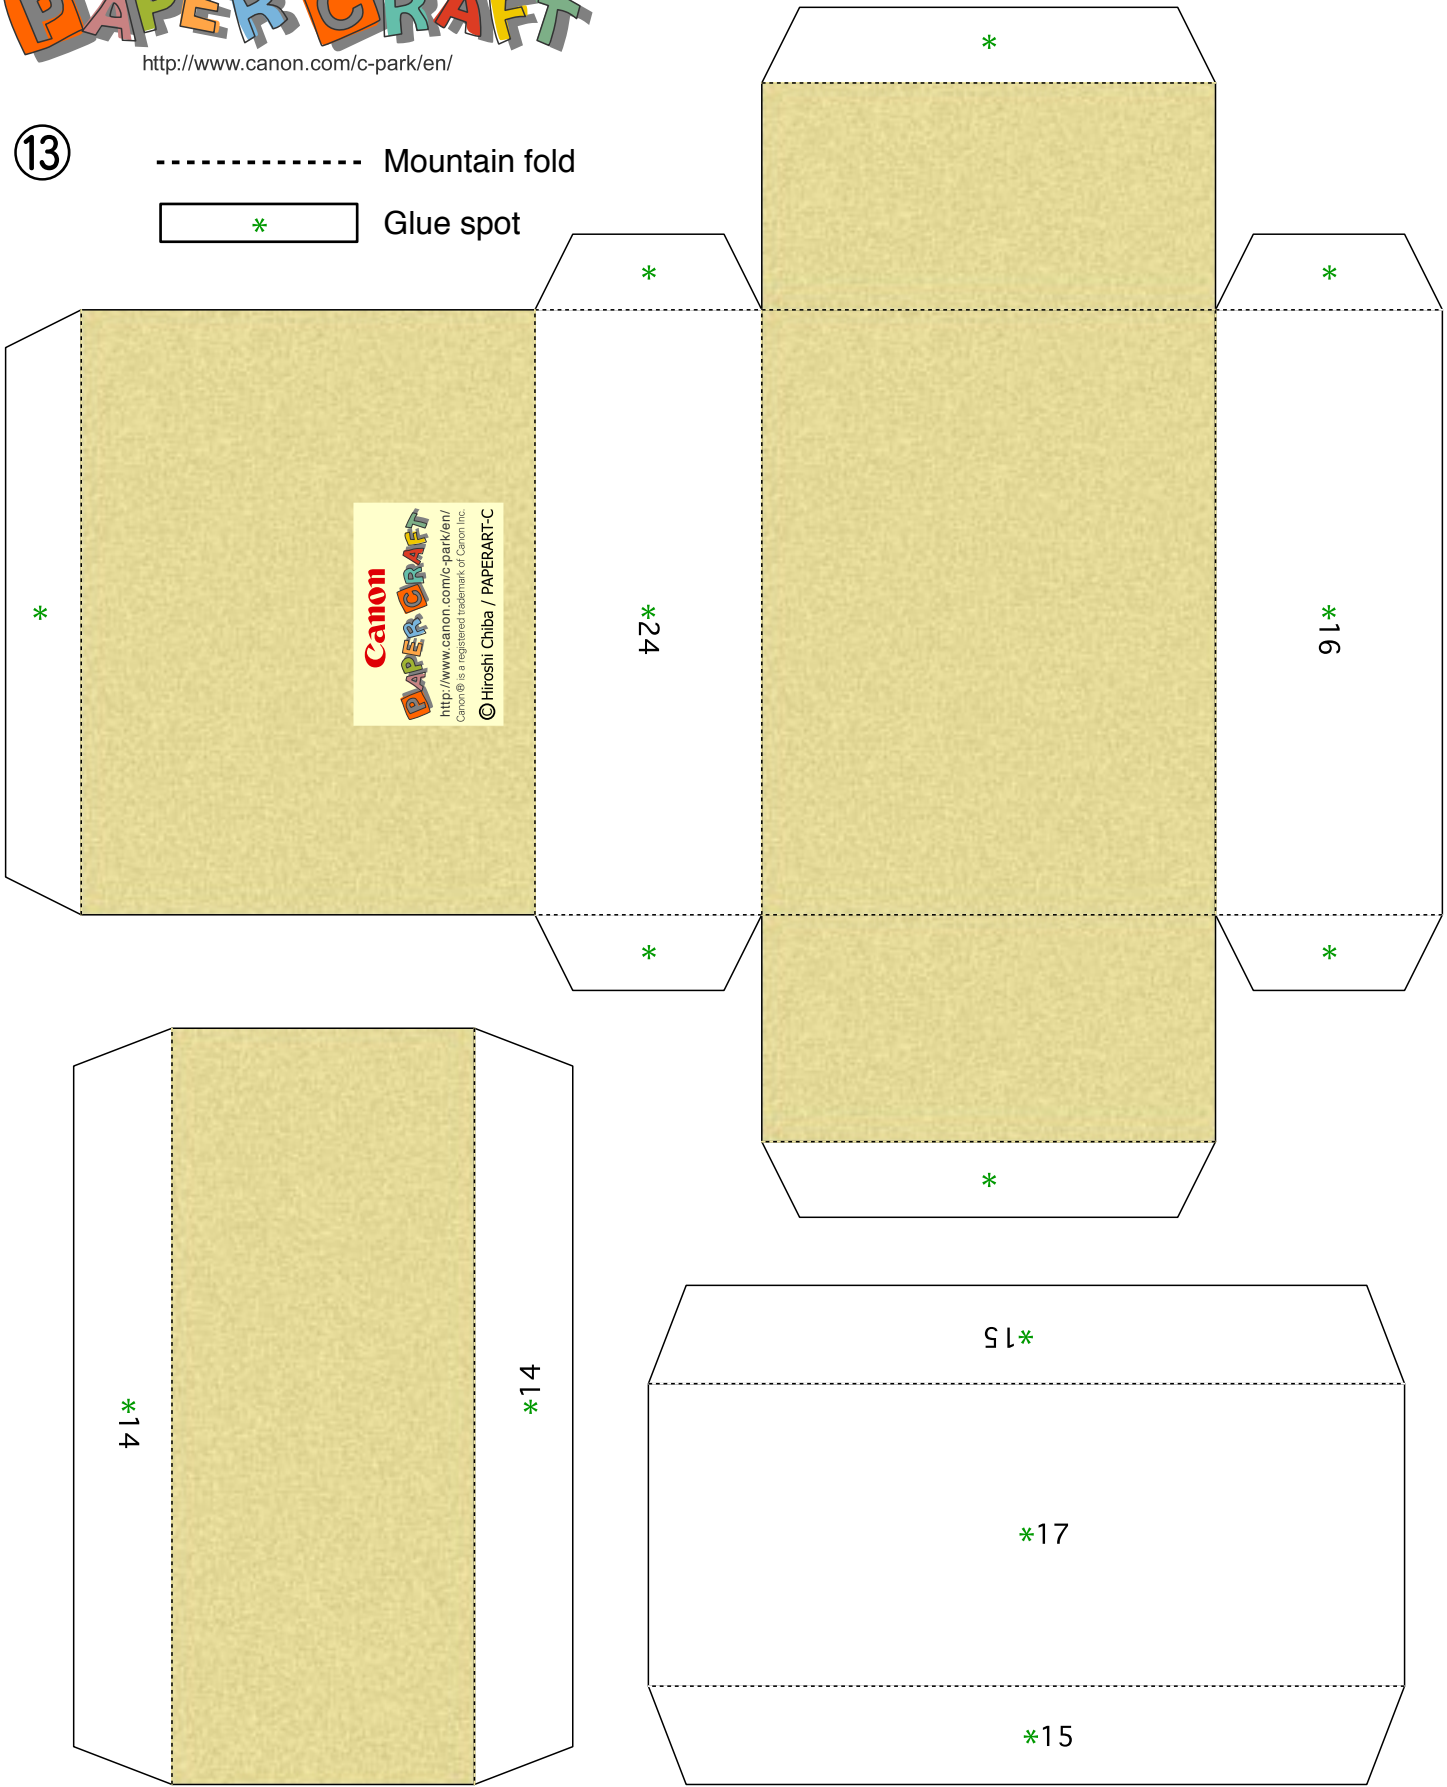 PAPER CRAFT
http://www.canon.com/c-park/en/
13
Mountain fold
* Glue spot
*
*
*
*
Canon
PAPER CRAFT
http://www.canon.com/c-park/en/
Canon® is a registered trademark of Canon Inc.
© Hiroshi Chiba / PAPERART-C
*24
*16
*
*
*
*15
*14
*14
*17
*15